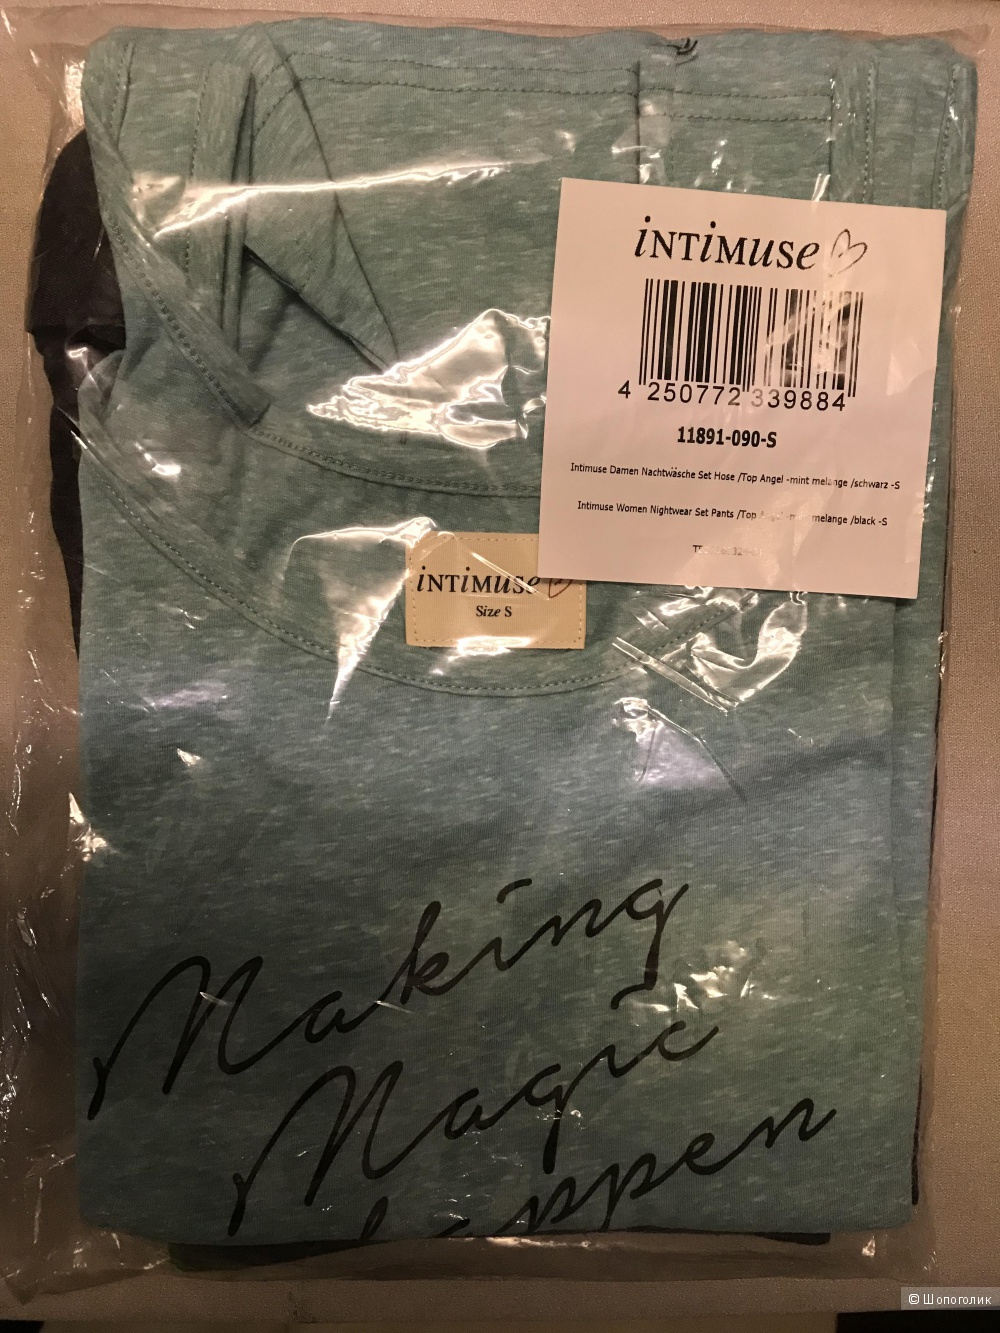 iNTiMUSE
4 250772 339884
11891-090-S
Intimuse Damen Nachtwäsche Set Hose /Top Angel -mint melange /schwarz -S
Intimuse Women Nightwear Set Pants /Top melange /black -S
iNTiMUSE
Size S
Making
Magic
happen
© Шопоголик